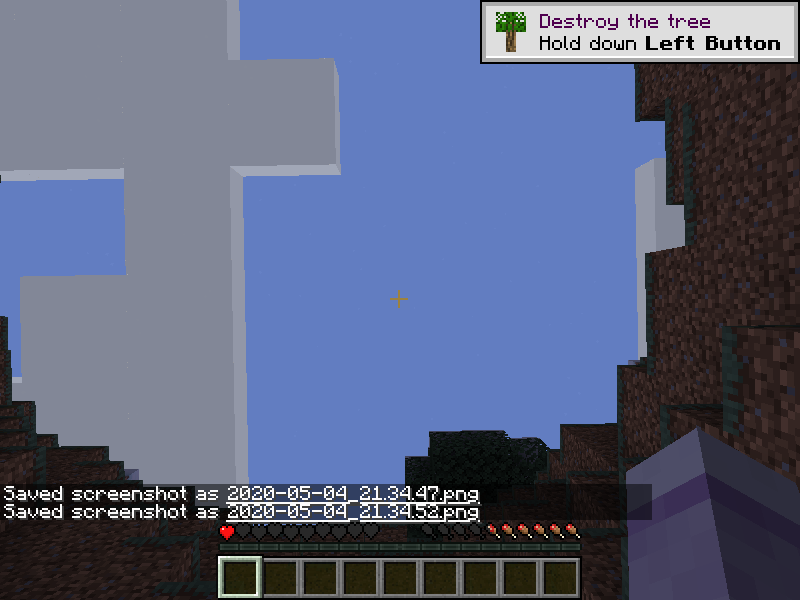 Destroy the tree
Hold down Left Button
Saved screenshot as 2020-05-04_21.34.47.png
Saved screenshot as 2020-05-04_21.34.52.png